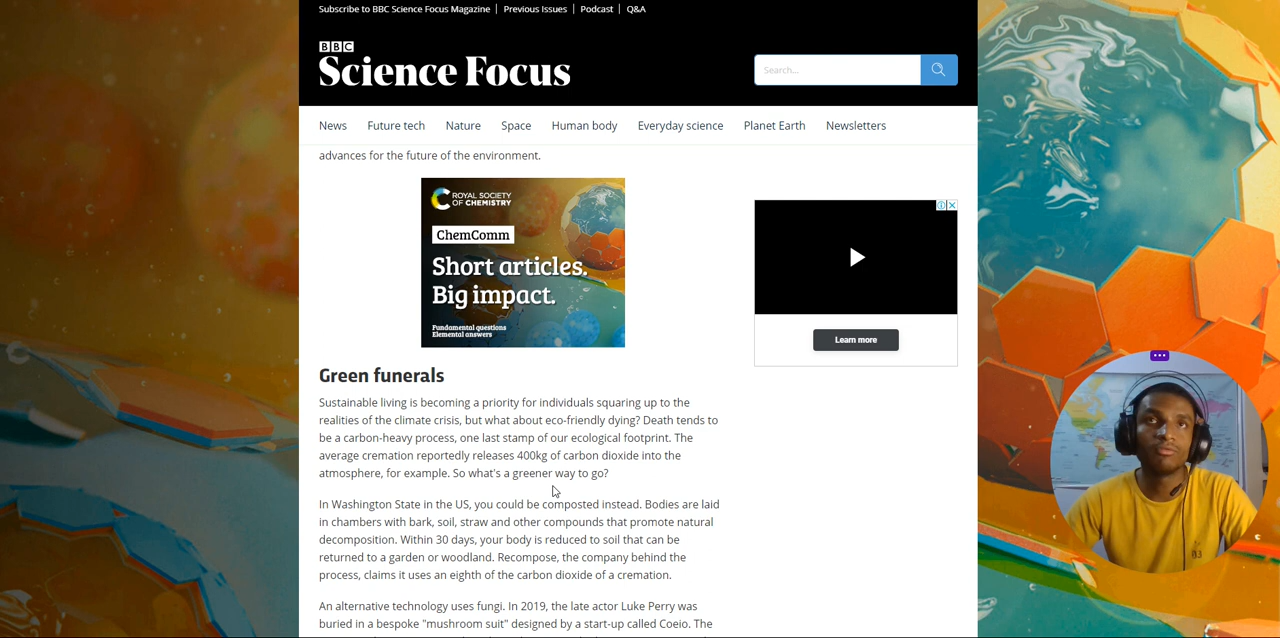 Subscribe to BBC Science Focus Magazine | Previous Issues | Podcast | Q&A
BBC
Science Focus
Search...
News Future tech Nature Space Human body Everyday science Planet Earth Newsletters
advances for the future of the environment.
ROYAL SOCIETY
OF CHEMISTRY
ChemComm
Short articles.
Big impact.
Fundamental questions
Elemental answers
Learn more
Green funerals
Sustainable living is becoming a priority for individuals squaring up to the
realities of the climate crisis, but what about eco-friendly dying? Death tends to
be a carbon-heavy process, one last stamp of our ecological footprint. The
average cremation reportedly releases 400kg of carbon dioxide into the
atmosphere, for example. So what's a greener way to go?
In Washington State in the US, you could be composted instead. Bodies are laid
in chambers with bark, soil, straw and other compounds that promote natural
decomposition. Within 30 days, your body is reduced to soil that can be
returned to a garden or woodland. Recompose, the company behind the
process, claims it uses an eighth of the carbon dioxide of a cremation.
An alternative technology uses fungi. In 2019, the late actor Luke Perry was
buried in a bespoke "mushroom suit" designed by a start-up called Coeio. The